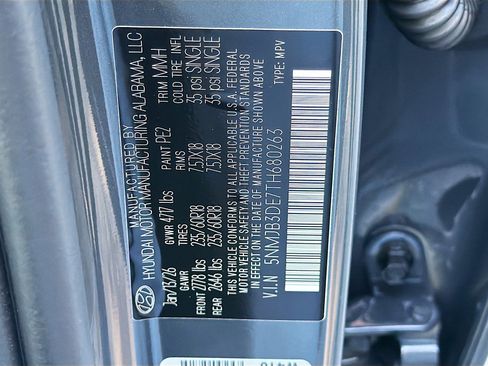 MANUFACTURED BY
HYUNDAI MOTOR MANUFACTURING ALABAMA, LLC
Jan/13/26 GVWR 4717 lbs PAINT PE2 TRIM MMH
GAWR TIRES RIMS COLD TIRE INFL
FRONT 2778 lbs 235/60R18 7.5JX18 35 psi SINGLE
REAR 2646 lbs 235/60R18 7.5JX18 35 psi SINGLE
THIS VEHICLE CONFORMS TO ALL APPLICABLE U.S.A. FEDERAL
MOTOR VEHICLE SAFETY AND THEFT PREVENTION STANDARDS
IN EFFECT ON THE DATE OF MANUFACTURE SHOWN ABOVE.
V.I.N: 5NMJB3DE7TH680263 TYPE: MPV